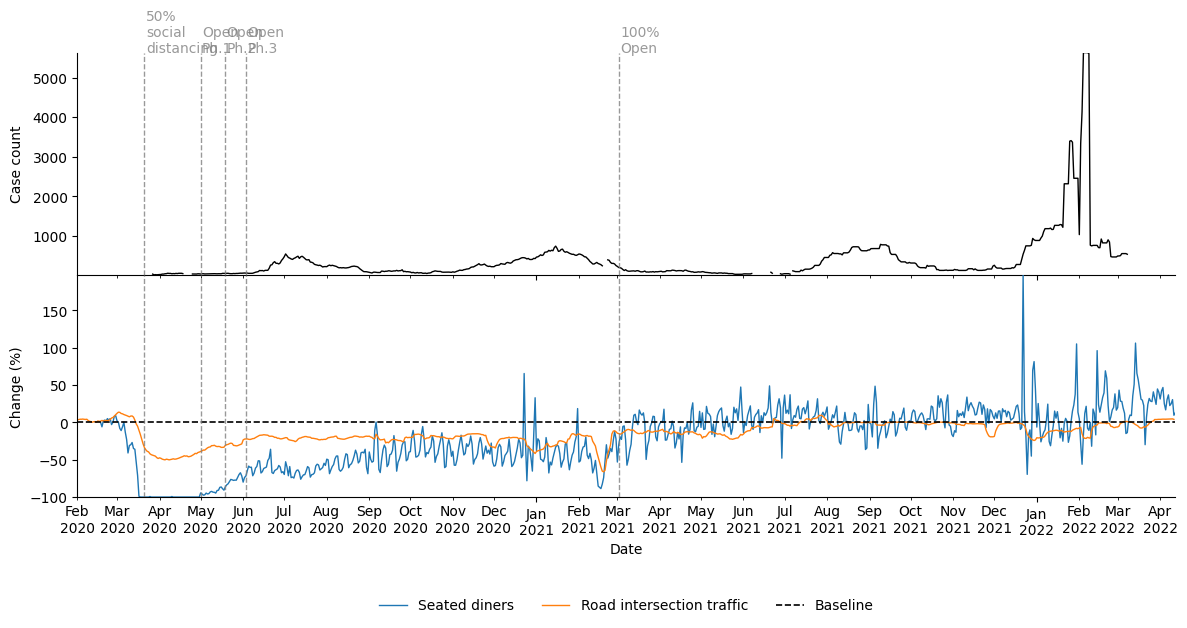 50%
social
distancing
Open
Ph.1
Open
Ph.2
Open
Ph.3
100%
Open
5000
4000
3000
2000
1000
Case count
150
100
50
0
−50
−100
Change (%)
Feb Mar Apr May Jun Jul Aug Sep Oct Nov Dec Jan Feb Mar Apr May Jun Jul Aug Sep Oct Nov Dec Jan Feb Mar Apr
2020 2020 2020 2020 2020 2020 2020 2020 2020 2020 2020 2021 2021 2021 2021 2021 2021 2021 2021 2021 2021 2021 2021 2022 2022 2022 2022
Date
Seated diners Road intersection traffic Baseline